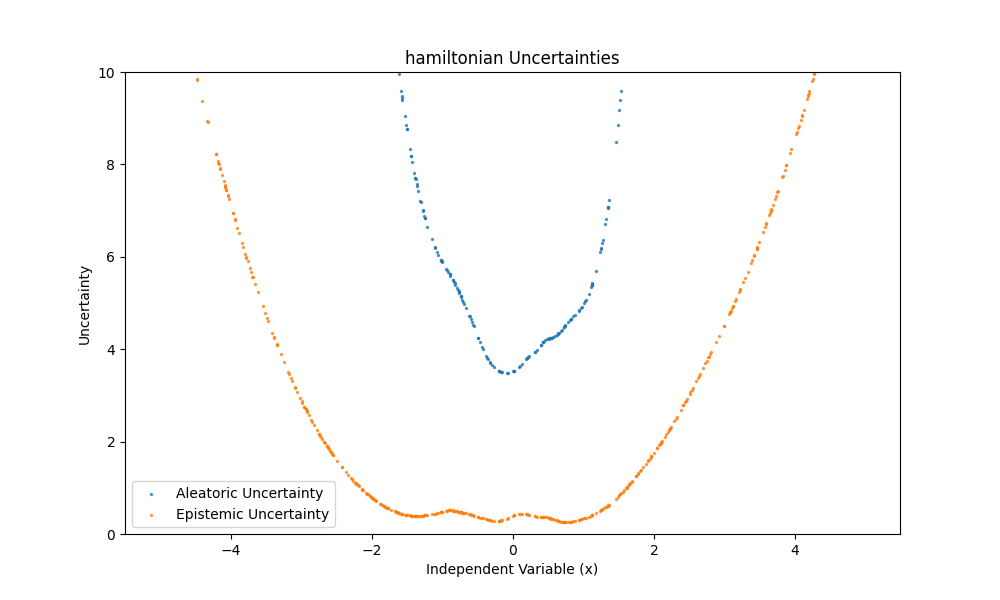 hamiltonian Uncertainties
10
8
6
4
2
0
Uncertainty
Aleatoric Uncertainty
Epistemic Uncertainty
−4 −2 0 2 4
Independent Variable (x)